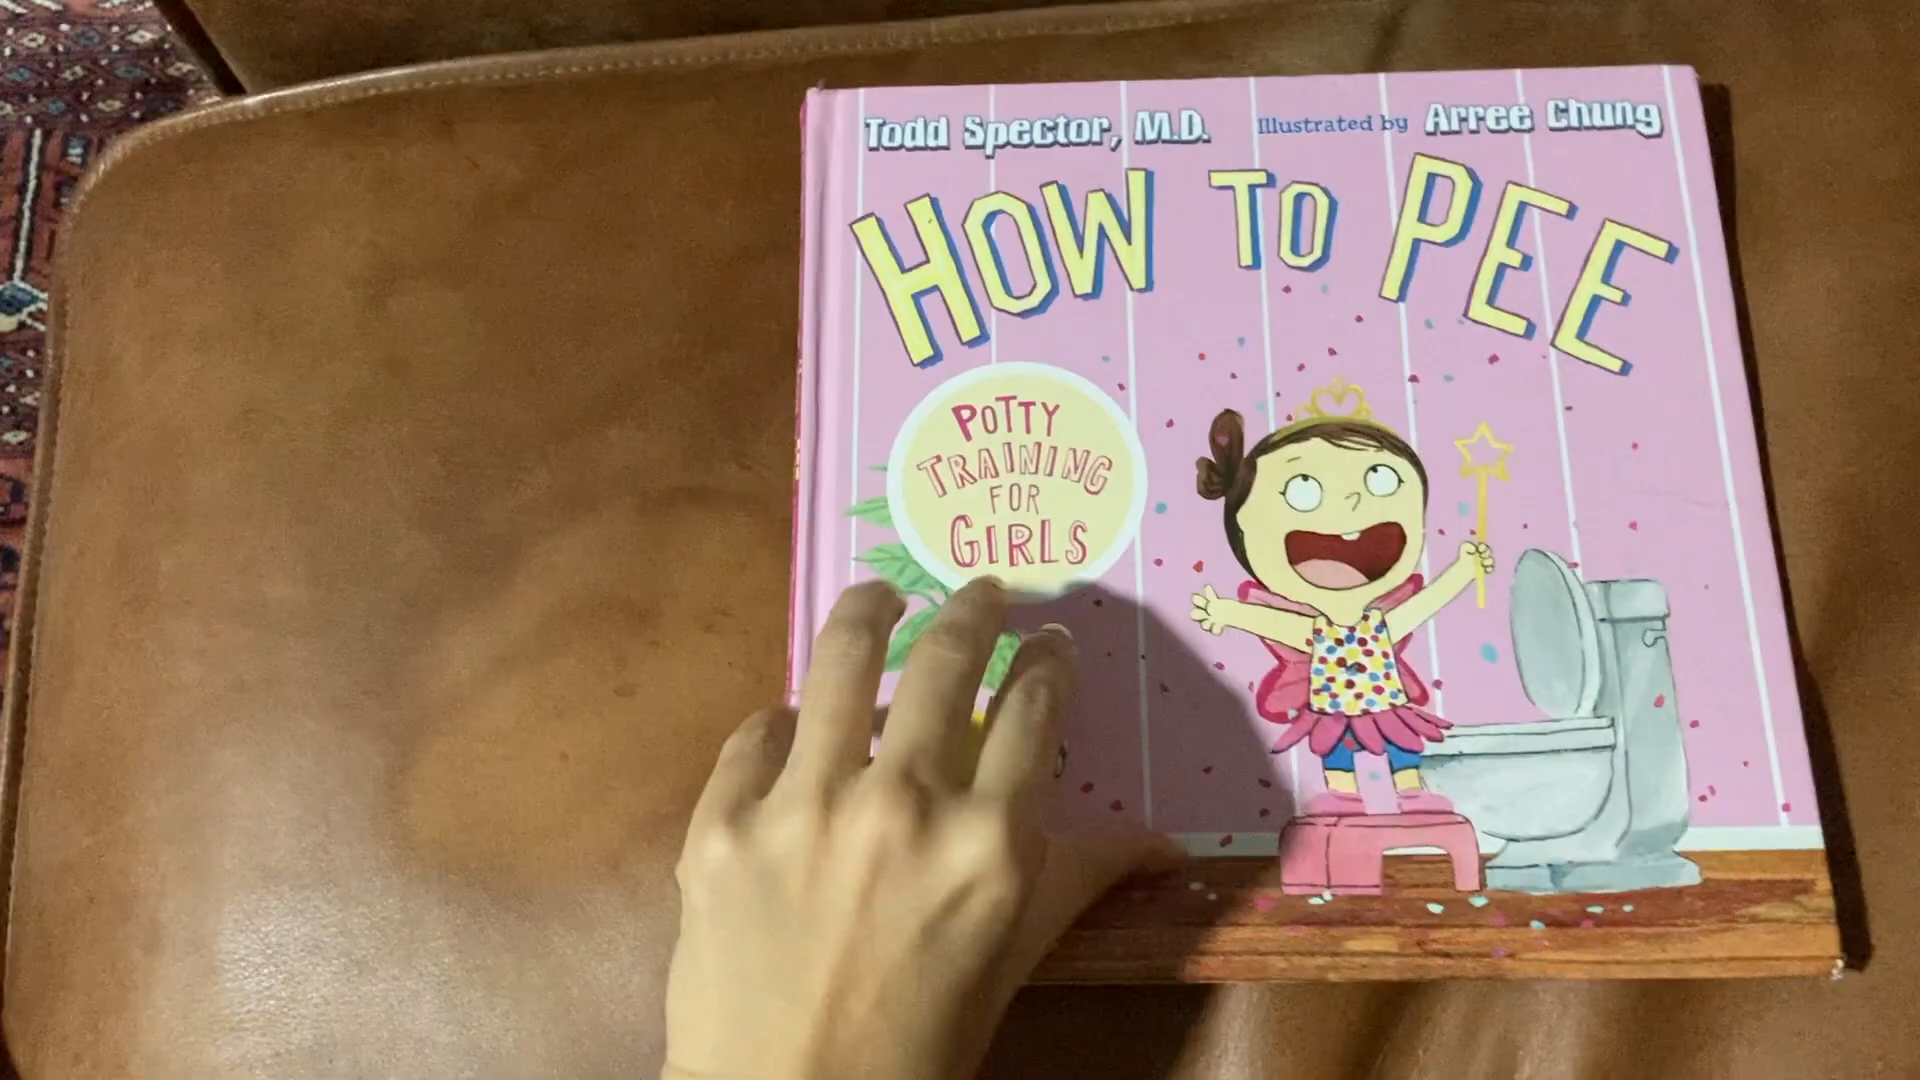 Todd Spector, M.D. Illustrated by Arree Chung
HOW TO PEE
POTTY
TRAINING
FOR
GIRLS